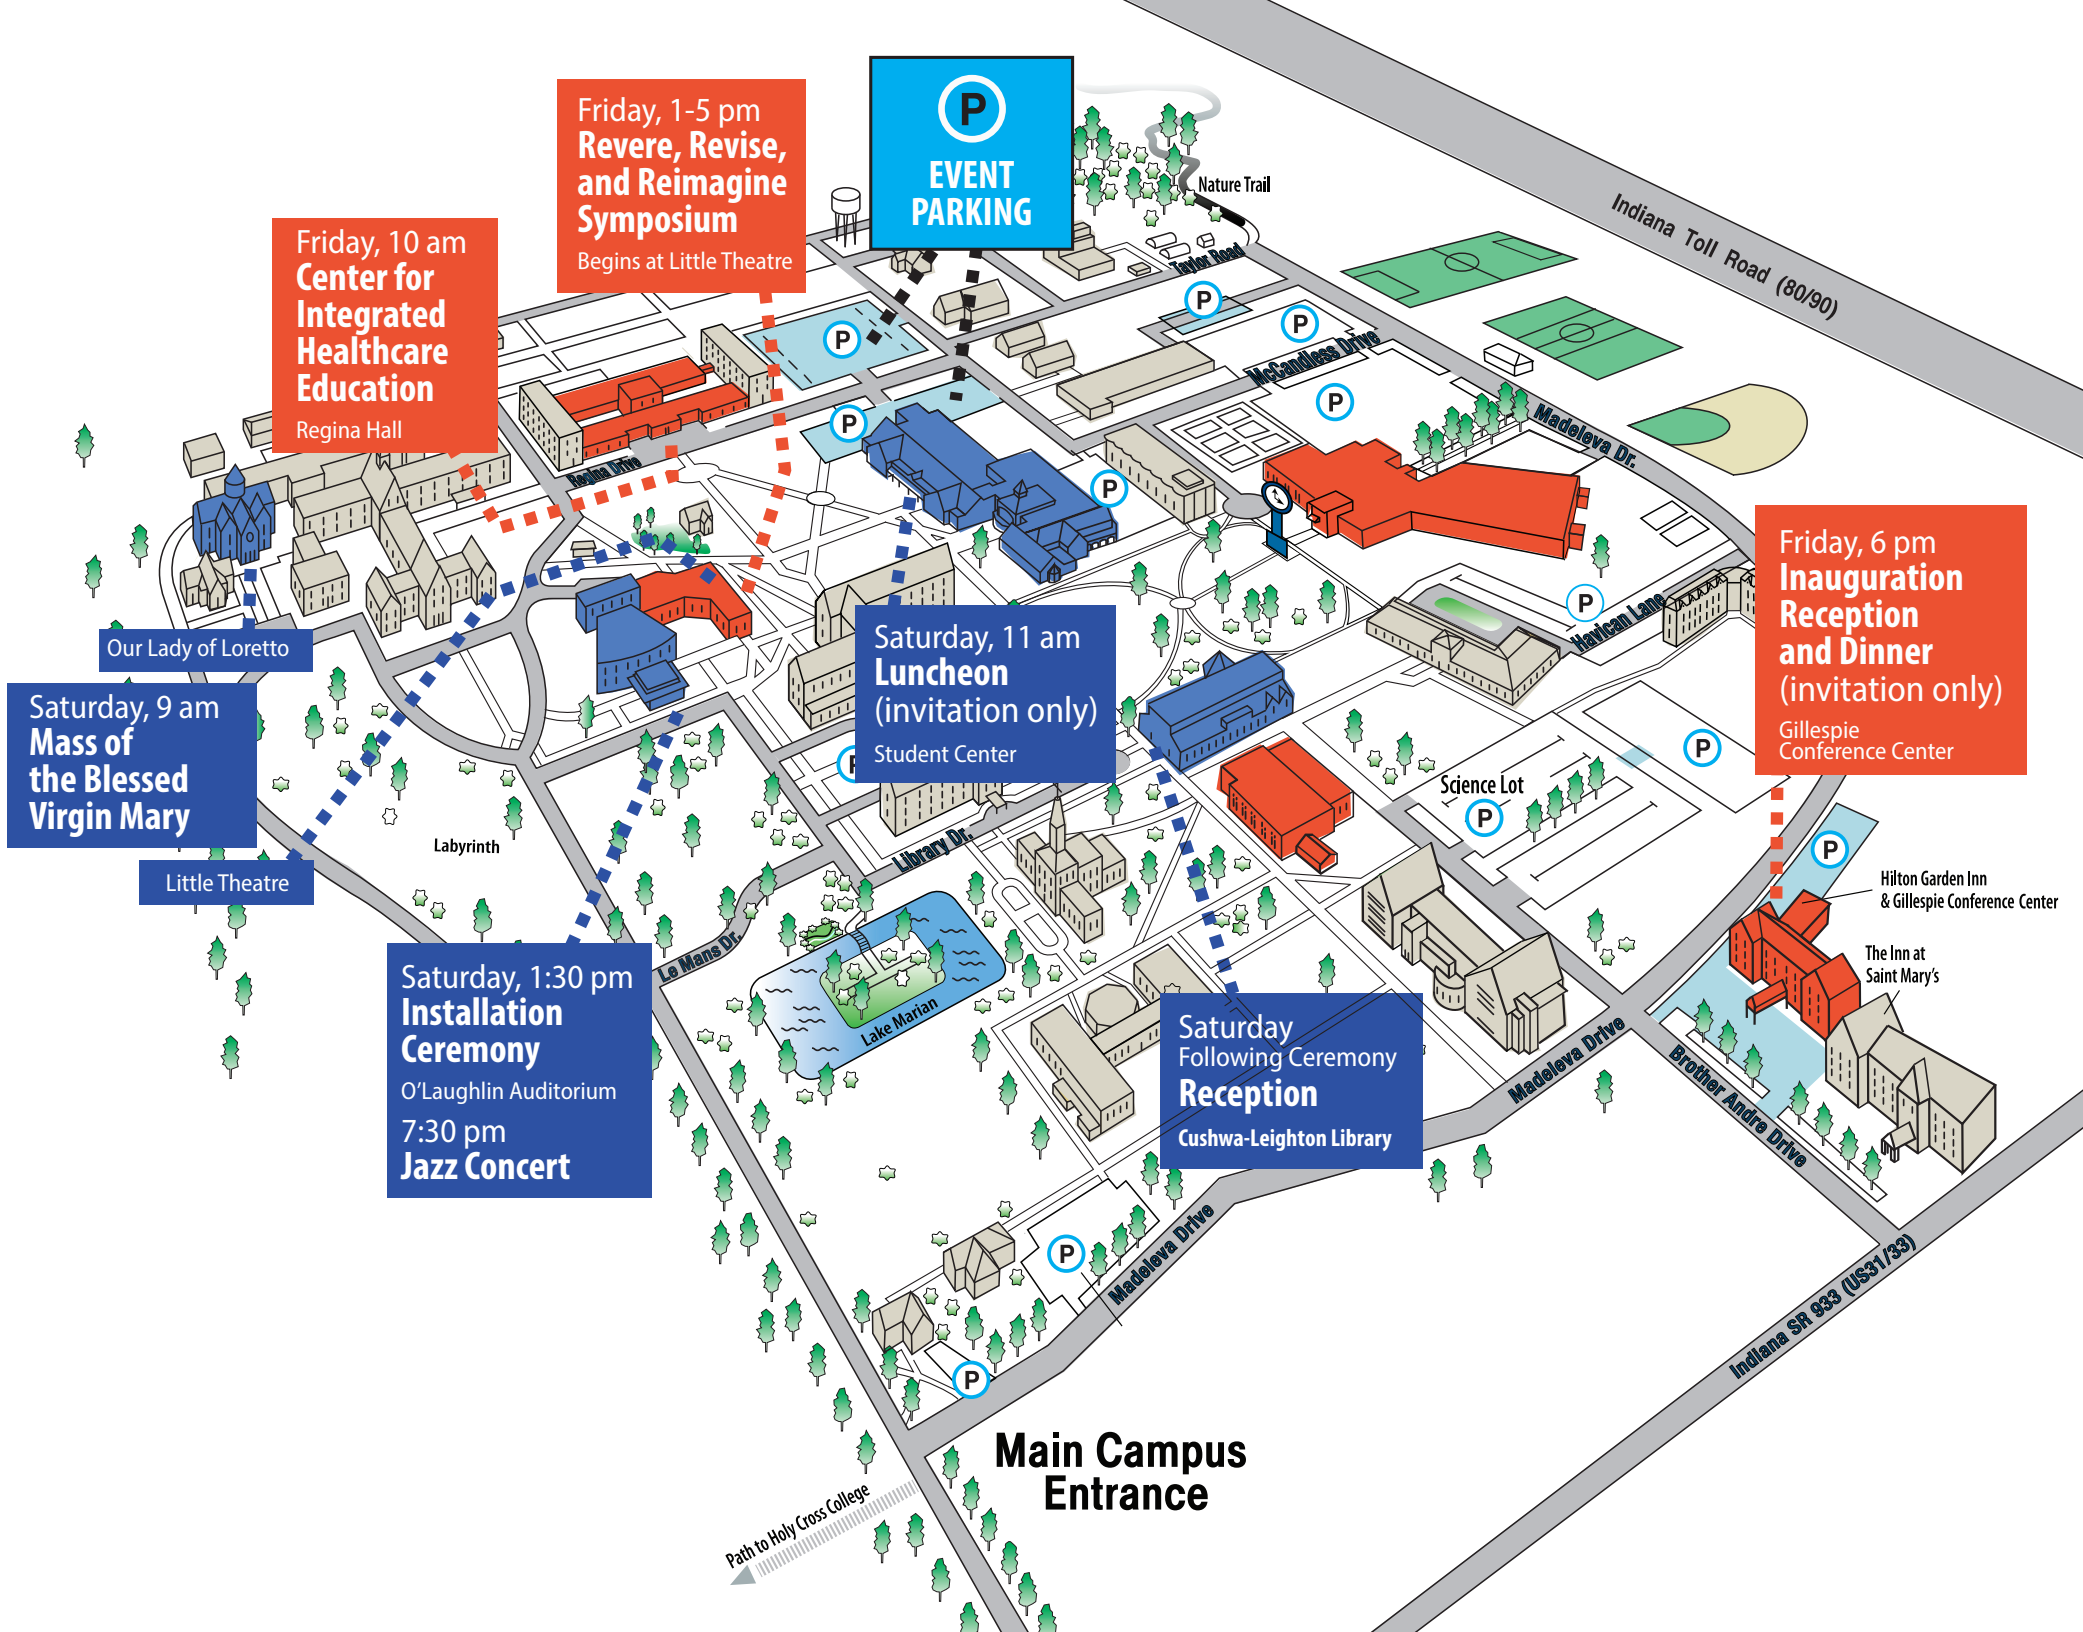 P
EVENT
PARKING
Friday, 1-5 pm
Revere, Revise,
and Reimagine
Symposium
Begins at Little Theatre
Friday, 10 am
Center for
Integrated
Healthcare
Education
Regina Hall
Nature Trail
Taylor Road
Indiana Toll Road (80/90)
P
P
P
McCandless Drive
P
P
Madeleva Dr.
Regina Drive
P
Friday, 6 pm
Inauguration
Reception
and Dinner
(invitation only)
Gillespie
Conference Center
P
Havican Lane
Our Lady of Loretto
Saturday, 9 am
Mass of
the Blessed
Virgin Mary
Little Theatre
Saturday, 11 am
Luncheon
(invitation only)
Student Center
P
P
Science Lot
P
Labyrinth
Library Dr.
P
Hilton Garden Inn
& Gillespie Conference Center
The Inn at
Saint Mary's
Le Mans Dr.
Lake Marian
Saturday, 1:30 pm
Installation
Ceremony
O'Laughlin Auditorium
7:30 pm
Jazz Concert
Saturday
Following Ceremony
Reception
Cushwa-Leighton Library
Madeleva Drive
Brother Andre Drive
P
Madeleva Drive
Indiana SR 933 (US31/33)
P
Main Campus
Entrance
Path to Holy Cross College